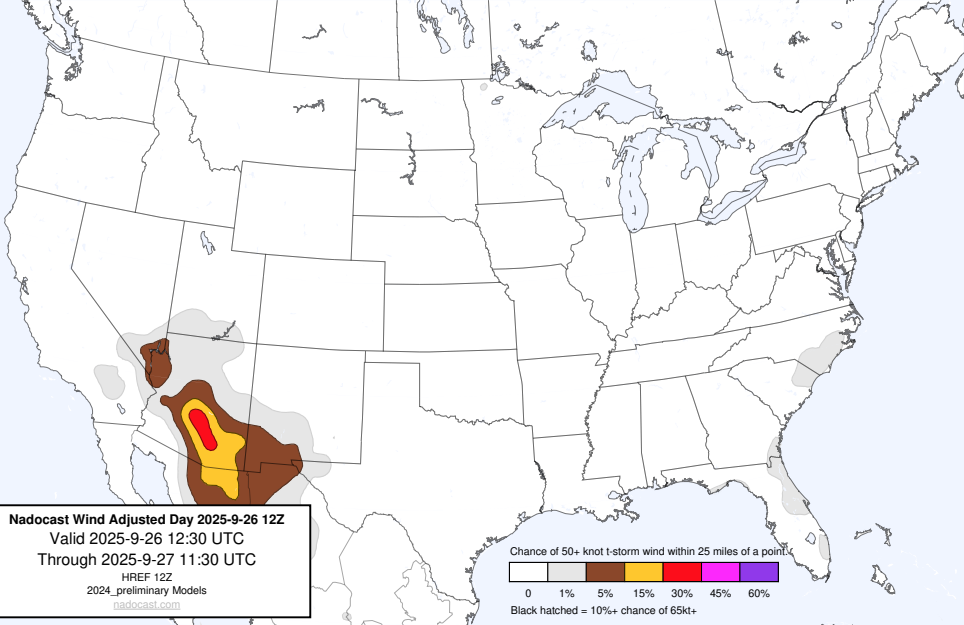 Nadocast Wind Adjusted Day 2025-9-26 12Z
Valid 2025-9-26 12:30 UTC
Through 2025-9-27 11:30 UTC
HREF 12Z
2024_preliminary Models
nadocast.com
Chance of 50+ knot t-storm wind within 25 miles of a point.
0 1% 5% 15% 30% 45% 60%
Black hatched = 10%+ chance of 65kt+